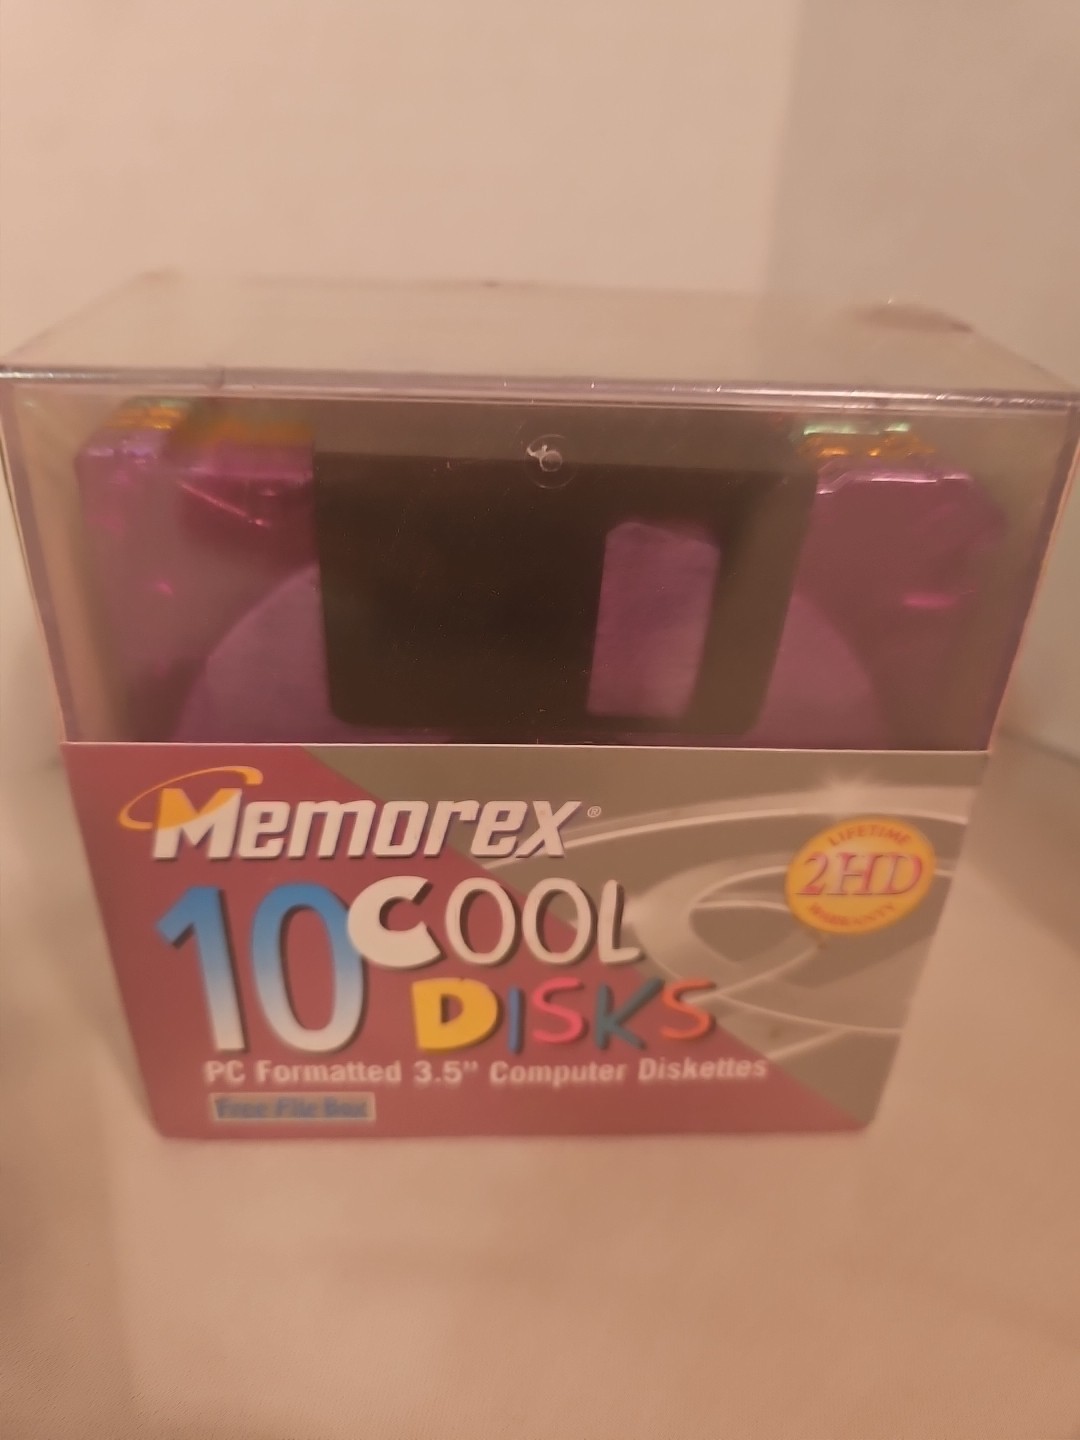 Memorex®
LIFETIME
2HD
WARRANTY
10 COOL
DISKS
PC Formatted 3.5" Computer Diskettes
Free File Box